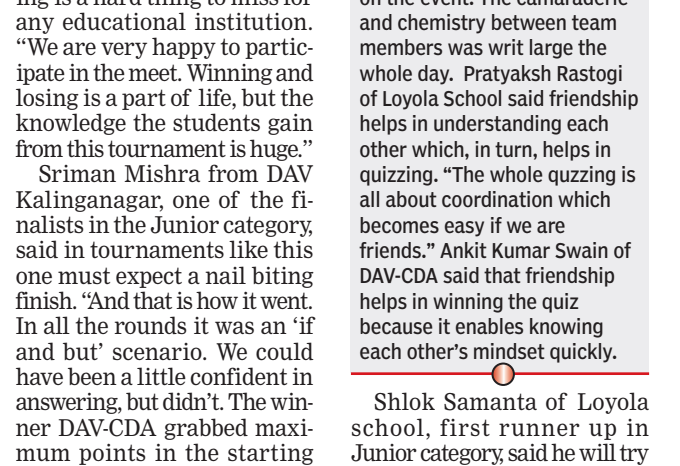 ing is a hard thing to miss for
any educational institution.
“We are very happy to partic-
ipate in the meet. Winning and
losing is a part of life, but the
knowledge the students gain
from this tournament is huge.”
Sriman Mishra from DAV
Kalinganagar, one of the fi-
nalists in the Junior category,
said in tournaments like this
one must expect a nail biting
finish. “And that is how it went.
In all the rounds it was an ‘if
and but’ scenario. We could
have been a little confident in
answering, but didn’t. The win-
ner DAV-CDA grabbed maxi-
mum points in the starting
on the event. The camaraderie
and chemistry between team
members was writ large the
whole day. Pratyaksh Rastogi
of Loyola School said friendship
helps in understanding each
other which, in turn, helps in
quizzing. “The whole quzzing is
all about coordination which
becomes easy if we are
friends.” Ankit Kumar Swain of
DAV-CDA said that friendship
helps in winning the quiz
because it enables knowing
each other’s mindset quickly.
Shlok Samanta of Loyola
school, first runner up in
Junior category, said he will try